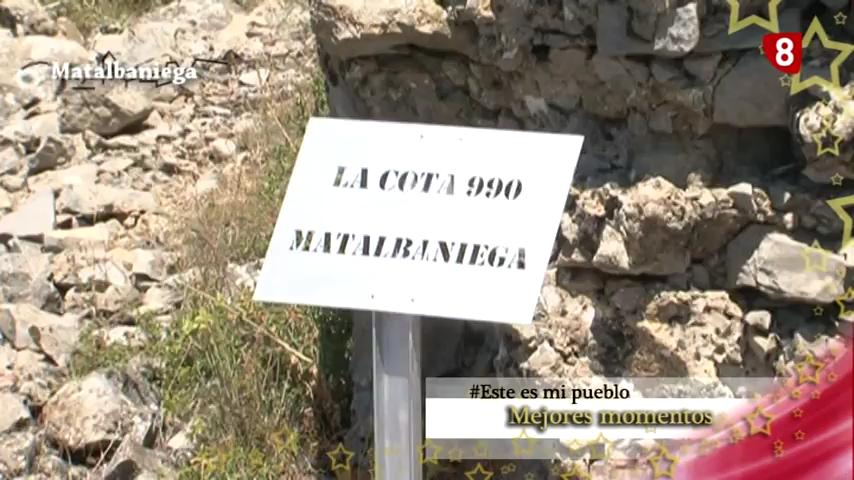 Matalbaniega
8
LA COTA 990
MATALBANIEGA
#Este es mi pueblo
Mejores momentos